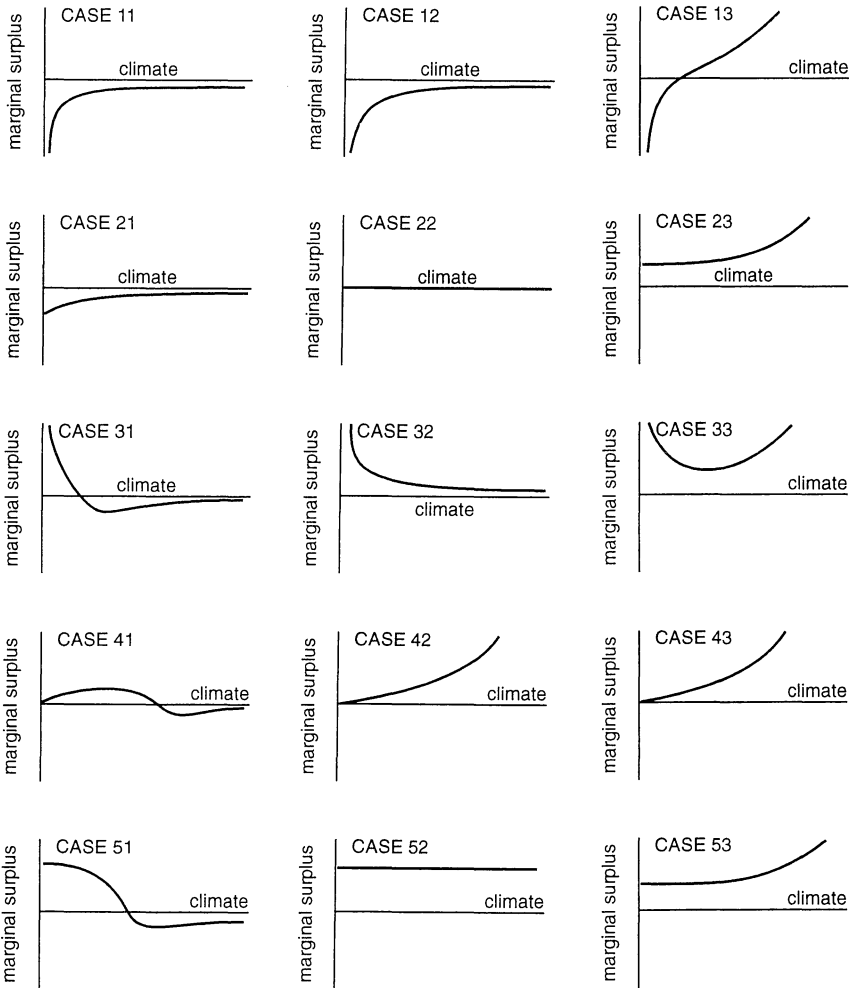 CASE 11
climate
marginal surplus
CASE 12
climate
marginal surplus
CASE 13
climate
marginal surplus
CASE 21
climate
marginal surplus
CASE 22
climate
marginal surplus
CASE 23
climate
marginal surplus
CASE 31
climate
marginal surplus
CASE 32
climate
marginal surplus
CASE 33
climate
marginal surplus
CASE 41
climate
marginal surplus
CASE 42
climate
marginal surplus
CASE 43
climate
marginal surplus
CASE 51
climate
marginal surplus
CASE 52
climate
marginal surplus
CASE 53
climate
marginal surplus